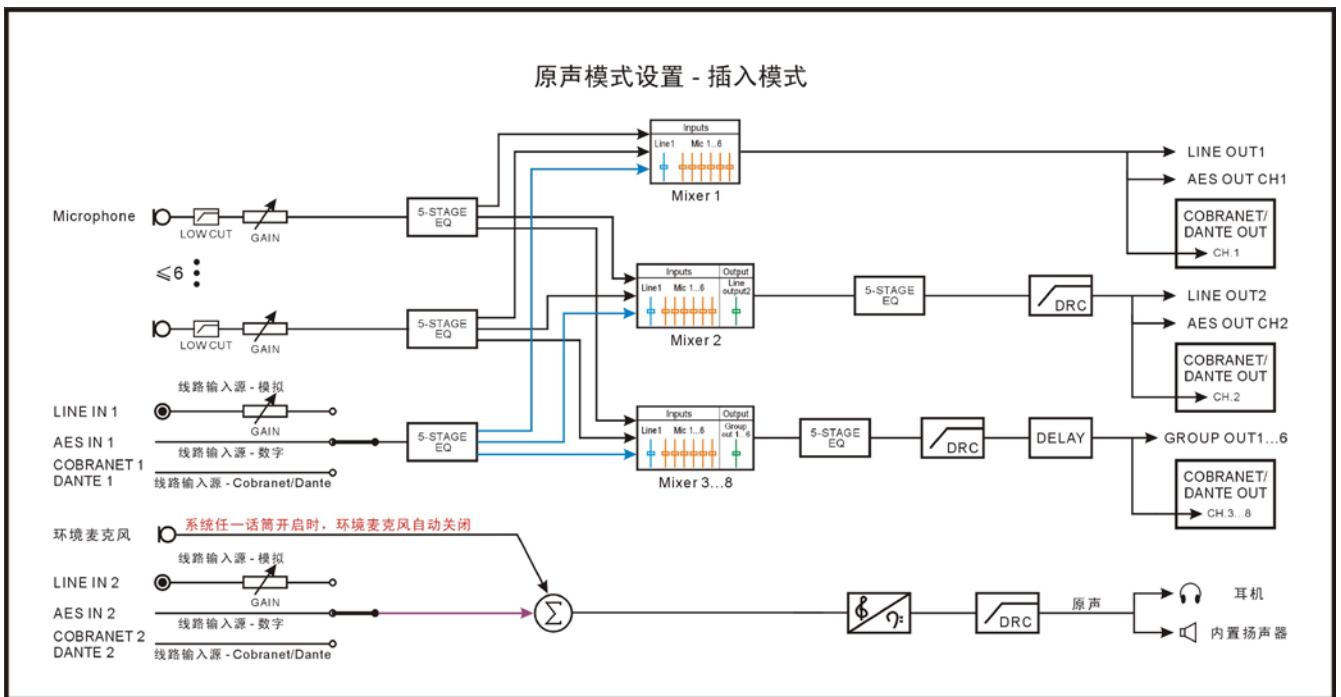 原声模式设置 - 插入模式
Inputs
Line1 Mic 1...6
Mixer 1
LINE OUT1
AES OUT CH1
COBRANET/
DANTE OUT
CH.1
Microphone
LOW CUT
GAIN
5-STAGE
EQ
≤6
Inputs
Output
Line1 Mic 1...6
Line
output2
Mixer 2
5-STAGE
EQ
DRC
LINE OUT2
AES OUT CH2
COBRANET/
DANTE OUT
CH.2
LOW CUT
GAIN
5-STAGE
EQ
线路输入源 - 模拟
LINE IN 1
GAIN
AES IN 1
线路输入源 - 数字
COBRANET 1
DANTE 1
线路输入源 - Cobranet/Dante
5-STAGE
EQ
Inputs
Output
Line1 Mic 1...6
Group
out 1...6
Mixer 3...8
5-STAGE
EQ
DRC
DELAY
GROUP OUT1...6
COBRANET/
DANTE OUT
CH.3...8
环境麦克风
系统任一话筒开启时，环境麦克风自动关闭
线路输入源 - 模拟
LINE IN 2
GAIN
AES IN 2
线路输入源 - 数字
COBRANET 2
DANTE 2
线路输入源 - Cobranet/Dante
Σ
DRC
原声
耳机
内置扬声器